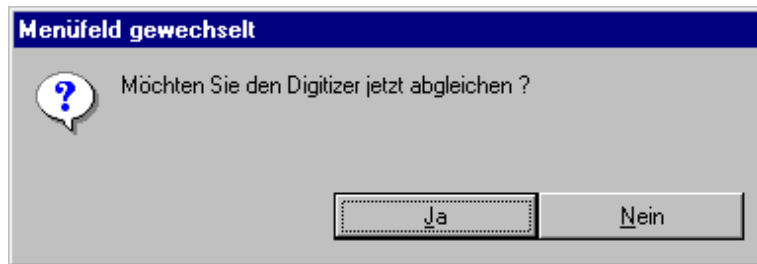 Menüfeld gewechselt
Möchten Sie den Digitizer jetzt abgleichen ?
Ja
Nein